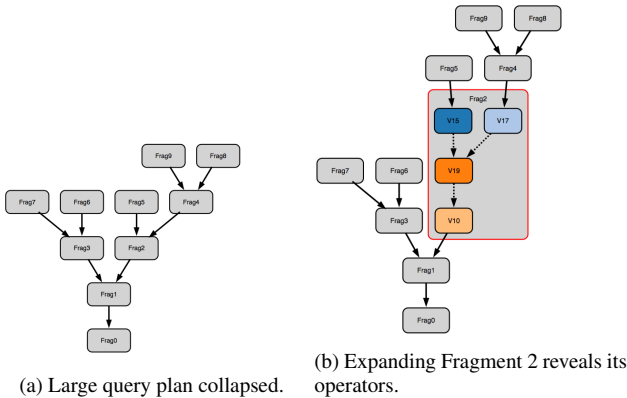 Frag9
Frag8
Frag7
Frag6
Frag5
Frag4
Frag3
Frag2
Frag1
Frag0
(a) Large query plan collapsed.
Frag9
Frag8
Frag5
Frag4
Frag2
V15
V17
Frag7
Frag6
V19
Frag3
V10
Frag1
Frag0
(b) Expanding Fragment 2 reveals its
operators.